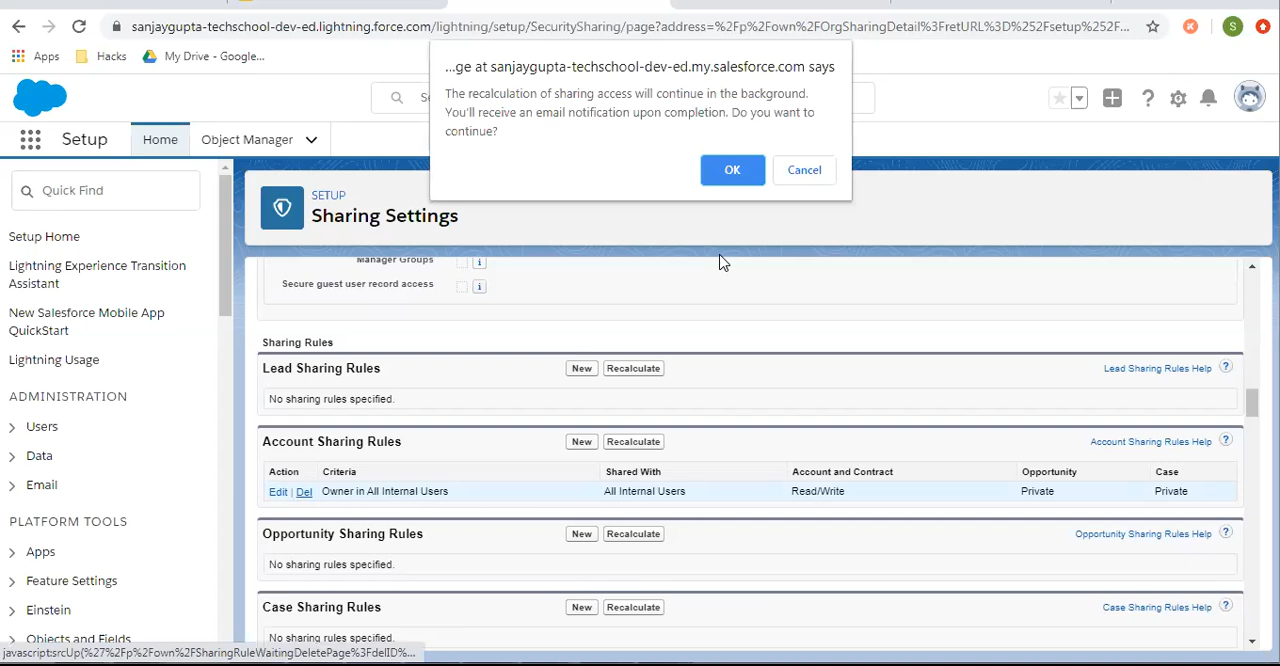 sanjaygupta-techschool-dev-ed.lightning.force.com/lightning/setup/SecuritySharing/page?address=%2Fp%2Fown%2FOrgSharingDetail%3FretURL%3D%252Fsetup%252F...
S
Apps
Hacks
My Drive - Google...
...ge at sanjaygupta-techschool-dev-ed.my.salesforce.com says
The recalculation of sharing access will continue in the background.
You'll receive an email notification upon completion. Do you want to
continue?
OK
Cancel
Setup
Home
Object Manager
Quick Find
Setup Home
Lightning Experience Transition
Assistant
New Salesforce Mobile App
QuickStart
Lightning Usage
ADMINISTRATION
Users
Data
Email
PLATFORM TOOLS
Apps
Feature Settings
Einstein
Objects and Fields
javascript:srcUp(%27%2Fp%2Fown%2FSharingRuleWaitingDeletePage%3FdelID%...
SETUP
Sharing Settings
Manager Groups
Secure guest user record access
Sharing Rules
Lead Sharing Rules New Recalculate Lead Sharing Rules Help ?
No sharing rules specified.
Account Sharing Rules New Recalculate Account Sharing Rules Help ?
Action Criteria Shared With Account and Contract Opportunity Case
Edit | Del Owner in All Internal Users All Internal Users Read/Write Private Private
Opportunity Sharing Rules New Recalculate Opportunity Sharing Rules Help ?
No sharing rules specified.
Case Sharing Rules New Recalculate Case Sharing Rules Help ?
No sharing rules specified.